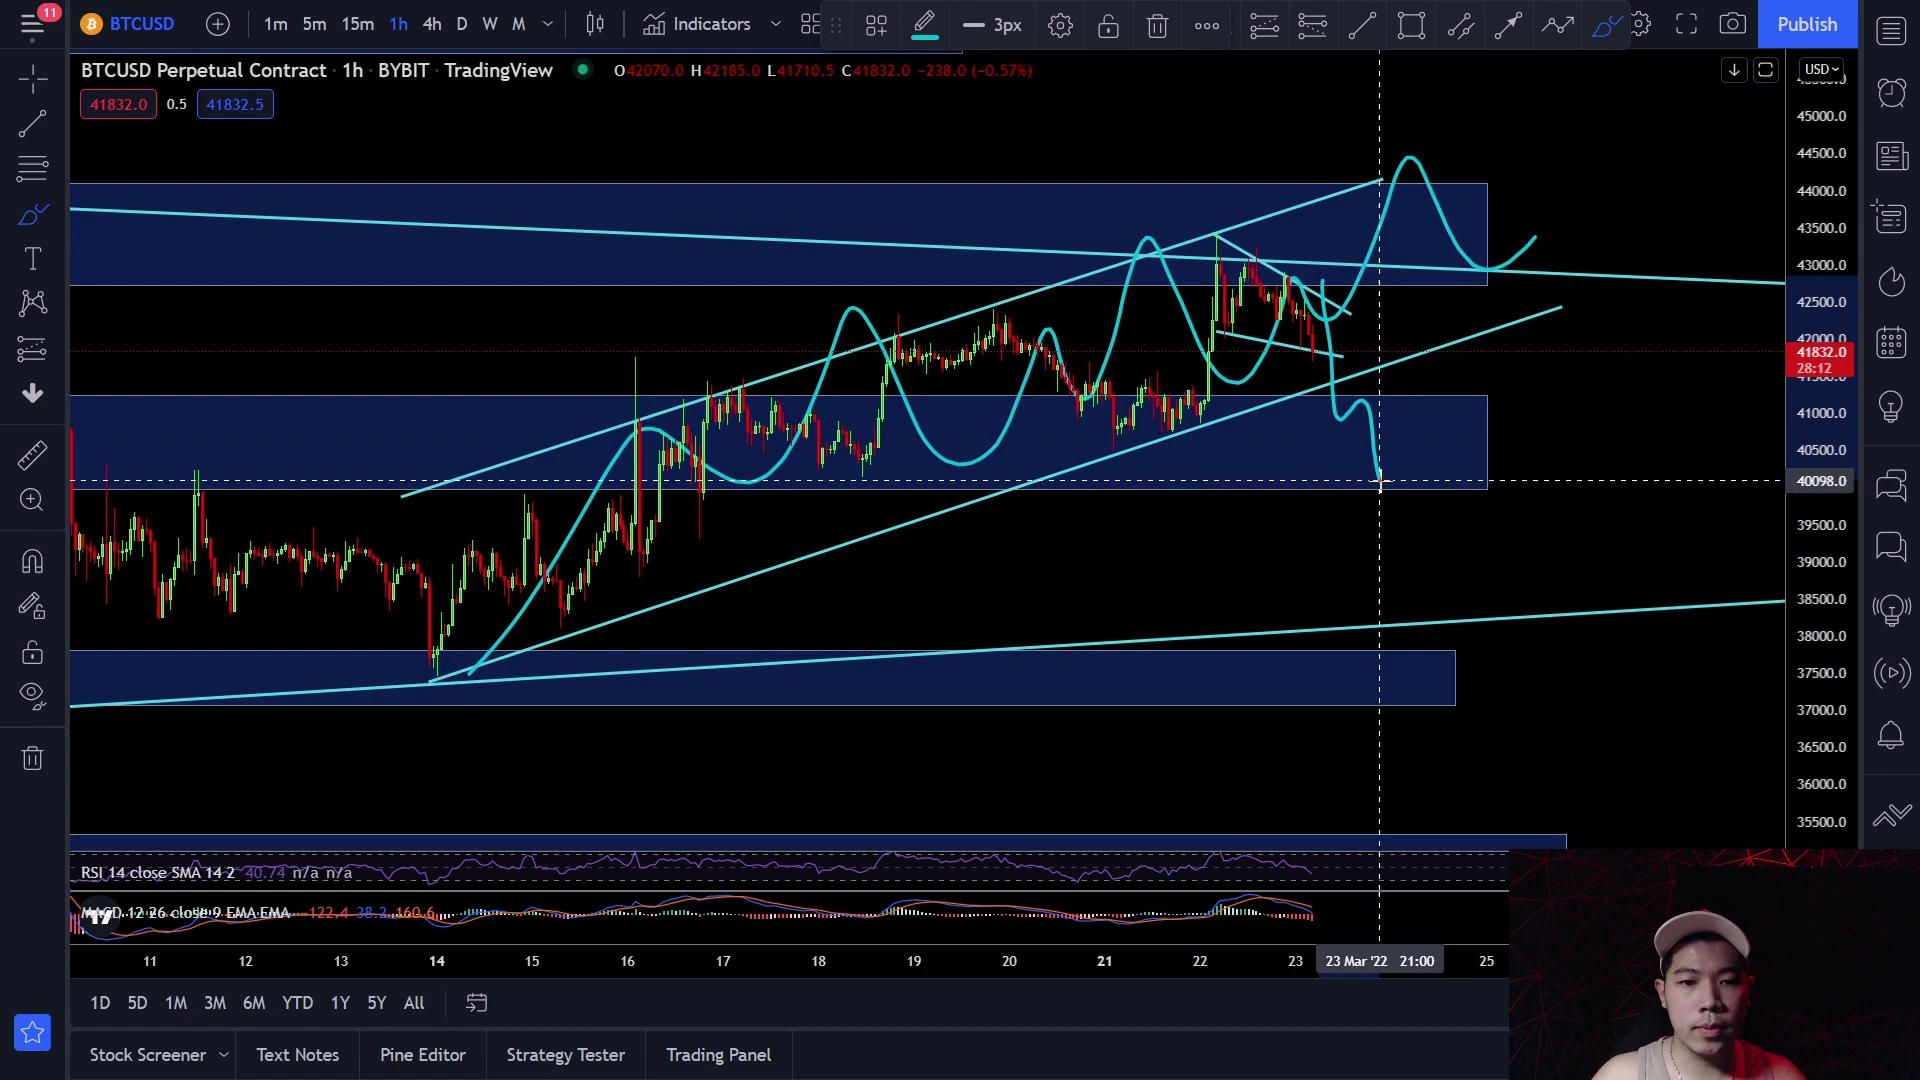 11
BTCUSD
1m 5m 15m 1h 4h D W M
Indicators
3px
Publish
BTCUSD Perpetual Contract · 1h · BYBIT · TradingView
O42070.0 H42185.0 L41710.5 C41832.0 −238.0 (−0.57%)
41832.0 0.5 41832.5
USD
45000.0
44500.0
44000.0
43500.0
43000.0
42500.0
42000.0
41832.0
28:12
41500.0
41000.0
40500.0
40098.0
39500.0
39000.0
38500.0
38000.0
37500.0
37000.0
36500.0
36000.0
35500.0
RSI 14 close SMA 14 2 40.74 n/a n/a
MACD 12 26 close 9 EMA EMA −122.4 38.2 160.6
11 12 13 14 15 16 17 18 19 20 21 22 23 23 Mar '22 21:00 25
1D 5D 1M 3M 6M YTD 1Y 5Y All
Stock Screener Text Notes Pine Editor Strategy Tester Trading Panel